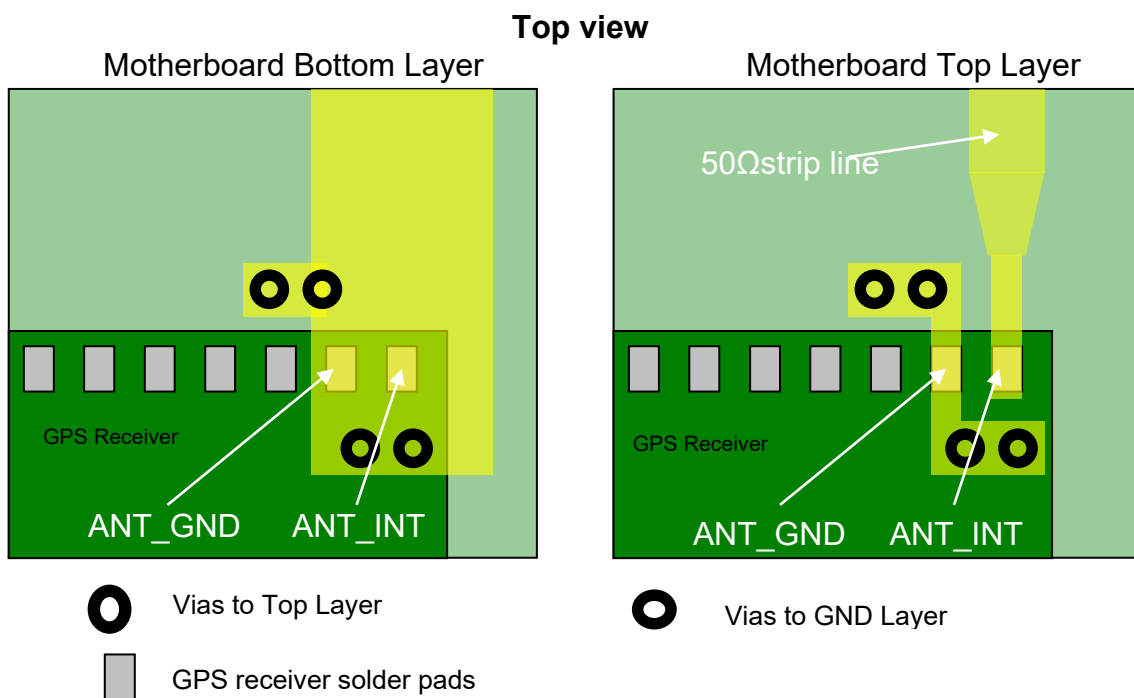 Top view
Motherboard Bottom Layer
Motherboard Top Layer
50Ωstrip line
GPS Receiver
GPS Receiver
ANT_GND
ANT_INT
ANT_GND
ANT_INT
Vias to Top Layer
Vias to GND Layer
GPS receiver solder pads